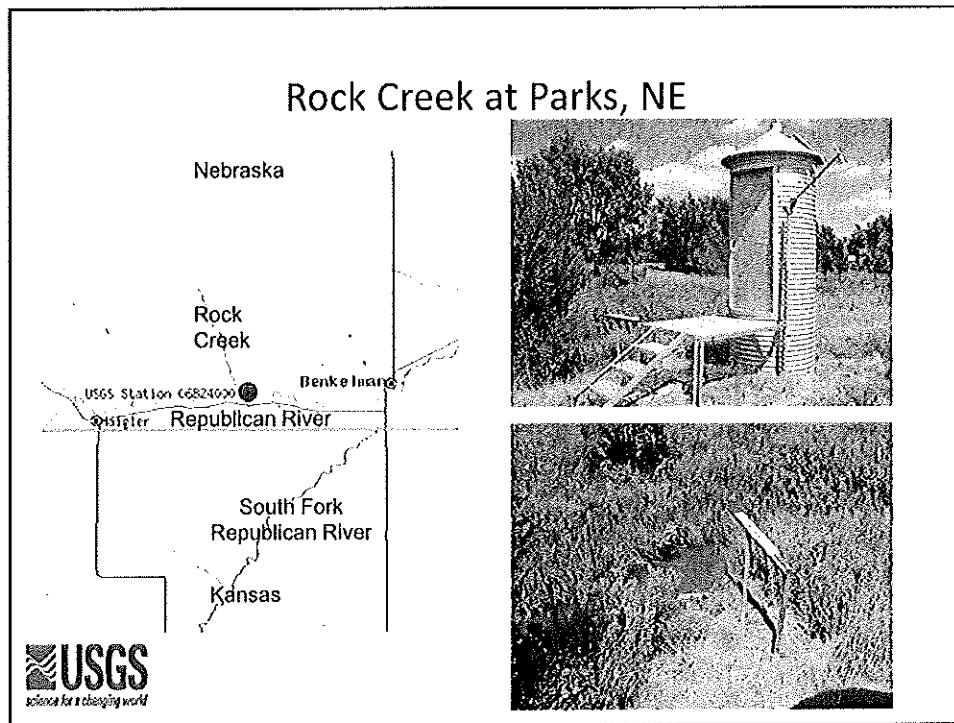 Rock Creek at Parks, NE
Nebraska
Rock
Creek
Benkelman
USGS Station 06824000
Republican River
South Fork
Republican River
Kansas
USGS
science for a changing world